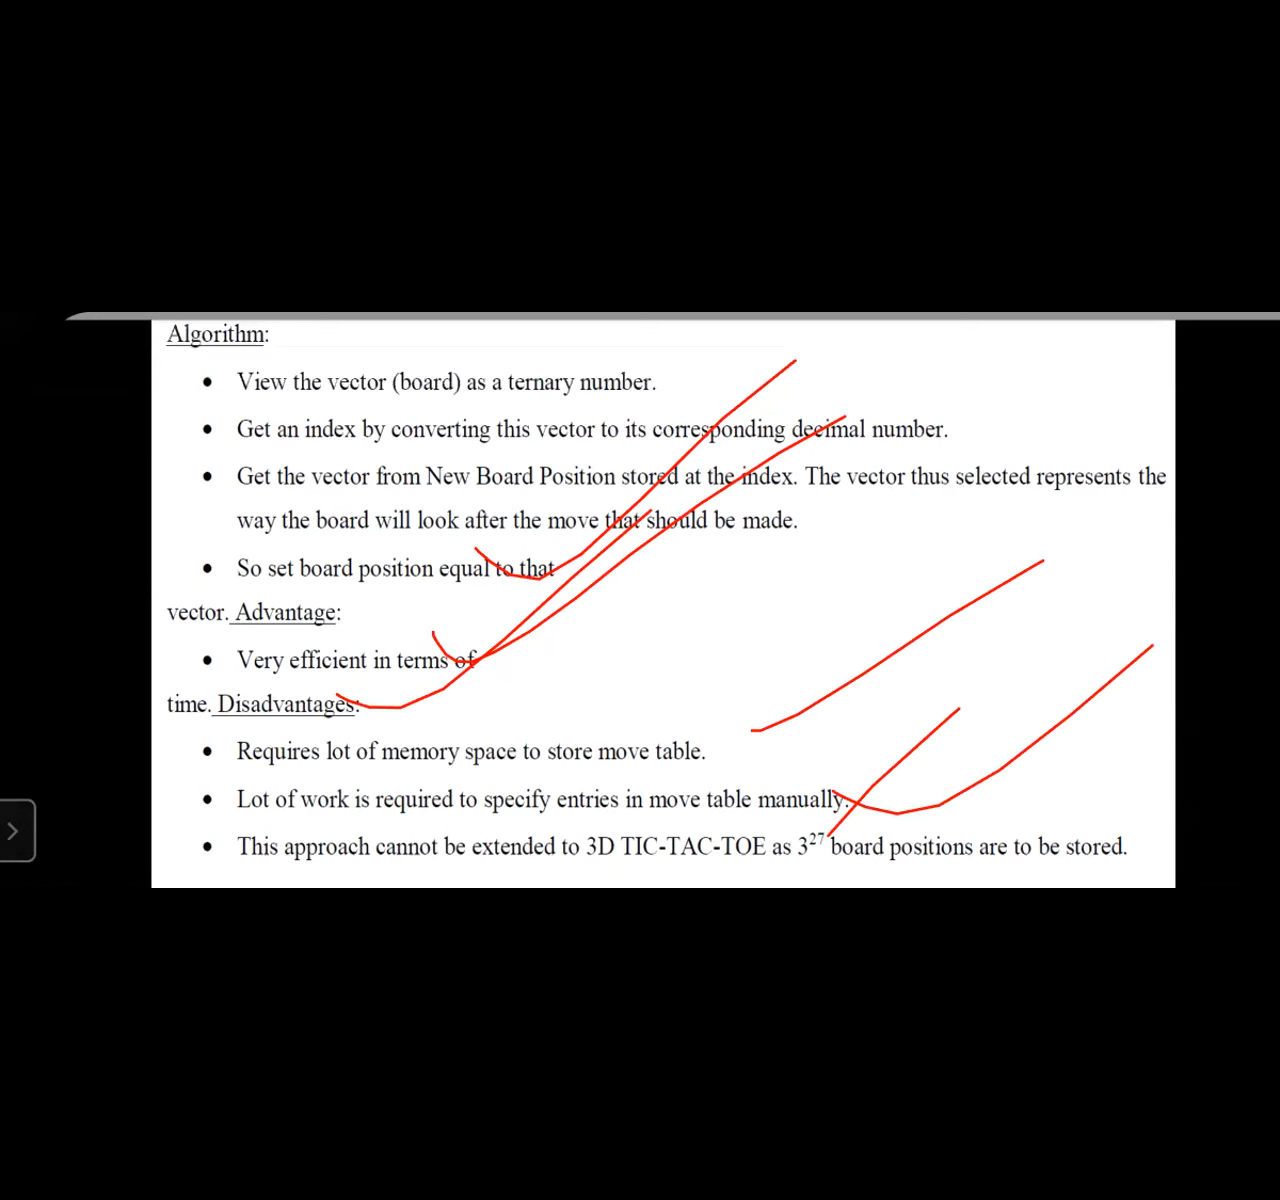 Algorithm:
• View the vector (board) as a ternary number.
• Get an index by converting this vector to its corresponding decimal number.
• Get the vector from New Board Position stored at the index. The vector thus selected represents the
way the board will look after the move that should be made.
• So set board position equal to that
vector. Advantage:
• Very efficient in terms of
time. Disadvantages:
• Requires lot of memory space to store move table.
• Lot of work is required to specify entries in move table manually.
• This approach cannot be extended to 3D TIC-TAC-TOE as 3²⁷ board positions are to be stored.